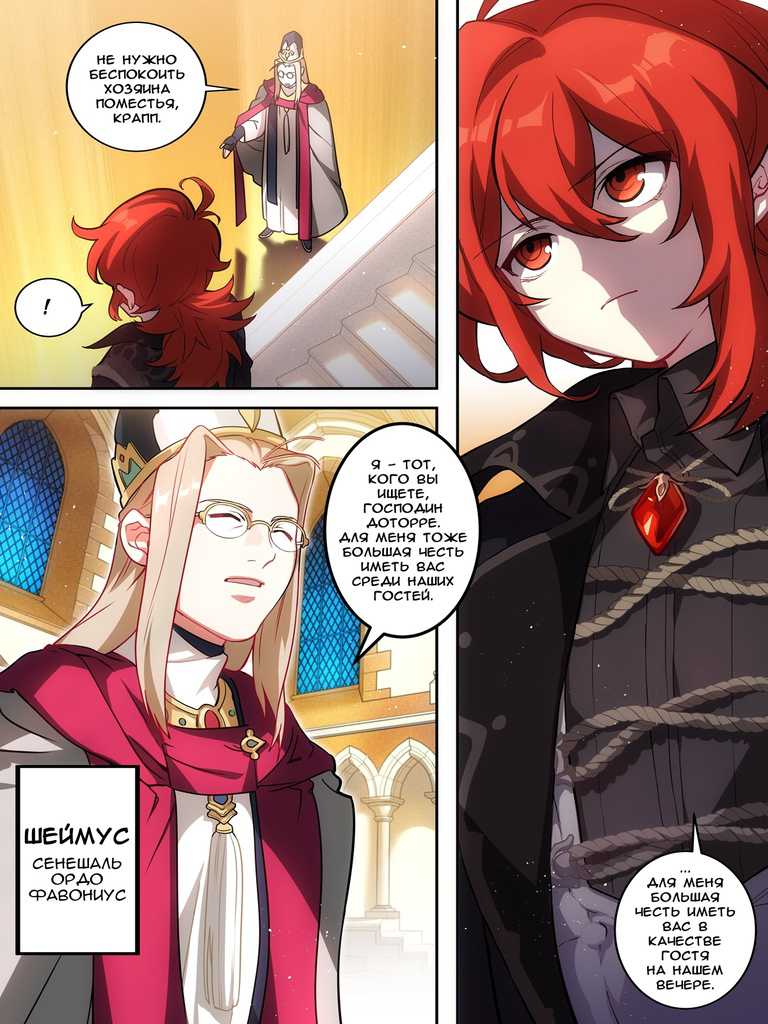 НЕ НУЖНО
БЕСПОКОИТЬ
ХОЗЯИНА
ПОМЕСТЬЯ,
КРАПП.
!
Я - ТОТ,
КОГО ВЫ
ИЩЕТЕ,
ГОСПОДИН
ДОТОРРЕ.
ДЛЯ МЕНЯ ТОЖЕ
БОЛЬШАЯ ЧЕСТЬ
ИМЕТЬ ВАС
СРЕДИ НАШИХ
ГОСТЕЙ.
ШЕЙМУС
СЕНЕШАЛЬ
ОРДО
ФАВОНИУС
...
ДЛЯ МЕНЯ
БОЛЬШАЯ
ЧЕСТЬ ИМЕТЬ
ВАС В
КАЧЕСТВЕ
ГОСТЯ
НА НАШЕМ
ВЕЧЕРЕ.